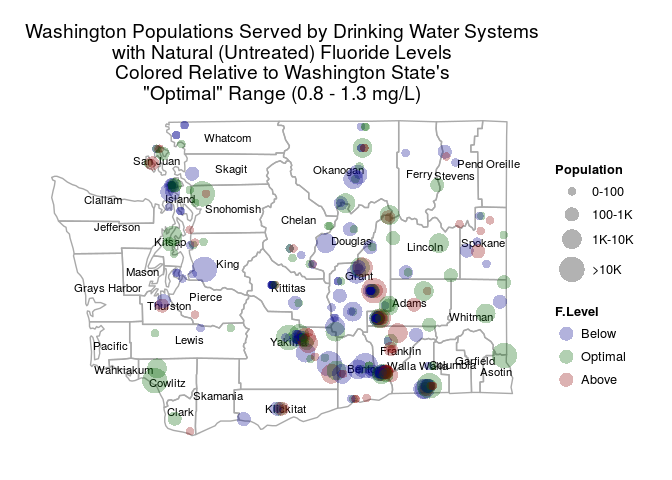 Washington Populations Served by Drinking Water Systems
with Natural (Untreated) Fluoride Levels
Colored Relative to Washington State's
"Optimal" Range (0.8 - 1.3 mg/L)
Whatcom
San Juan
Skagit
Okanogan
Ferry
Stevens
Pend Oreille
Clallam
Island
Snohomish
Jefferson
Chelan
Kitsap
Douglas
Lincoln
Spokane
Mason
King
Grant
Grays Harbor
Kittitas
Thurston
Pierce
Adams
Whitman
Pacific
Lewis
Yakima
Franklin
Wahkiakum
Benton
Walla Walla
Columbia
Garfield
Asotin
Cowlitz
Skamania
Clark
Klickitat
Population
0-100
100-1K
1K-10K
>10K
F.Level
Below
Optimal
Above